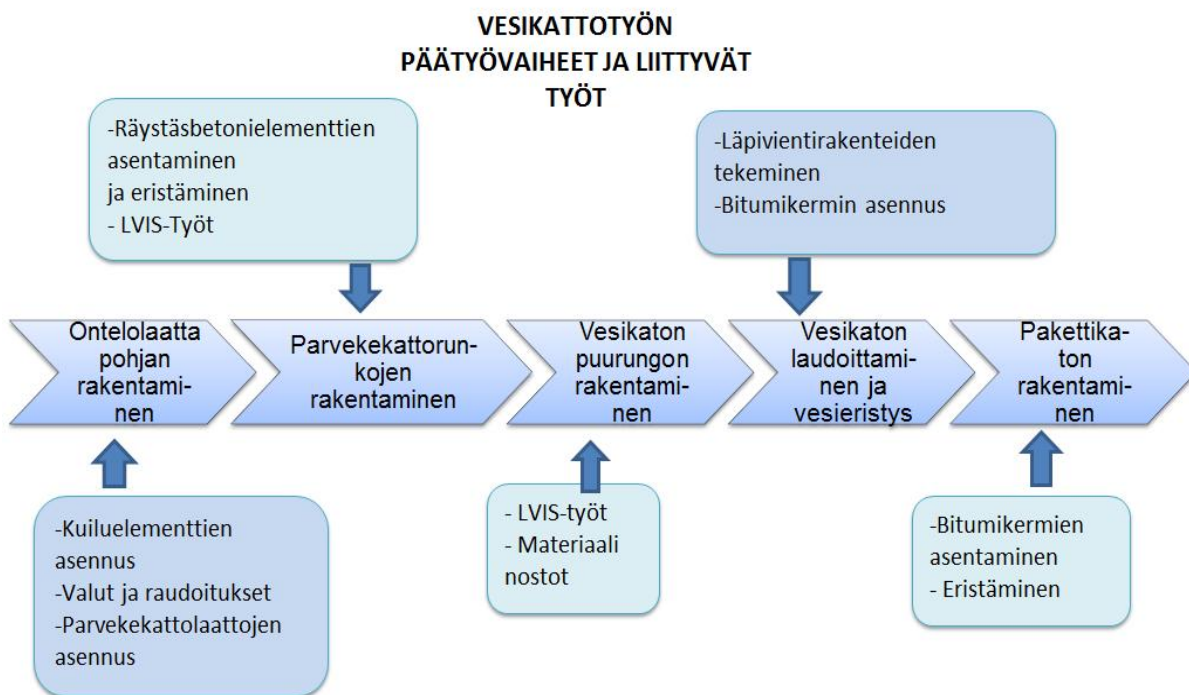 VESIKATTOTYÖN
PÄÄTYÖVAIHEET JA LIITTYVÄT
TYÖT
-Räystäsbetonielementtien
asentaminen
ja eristäminen
- LVIS-Työt
-Läpivientirakenteiden
tekeminen
-Bitumikermin asennus
Ontelolaatta
pohjan
rakentami-
nen
Parvekekattorun-
kojen
rakentaminen
Vesikaton
puurungon
rakentami-
nen
Vesikaton
laudoittami-
nen ja
vesieristys
Pakettika-
ton
rakentami-
nen
-Kuiluelementtien
asennus
-Valut ja raudoitukset
-Parvekekattolaattojen
asennus
- LVIS-työt
- Materiaali
nostot
-Bitumikermien
asentaminen
- Eristäminen